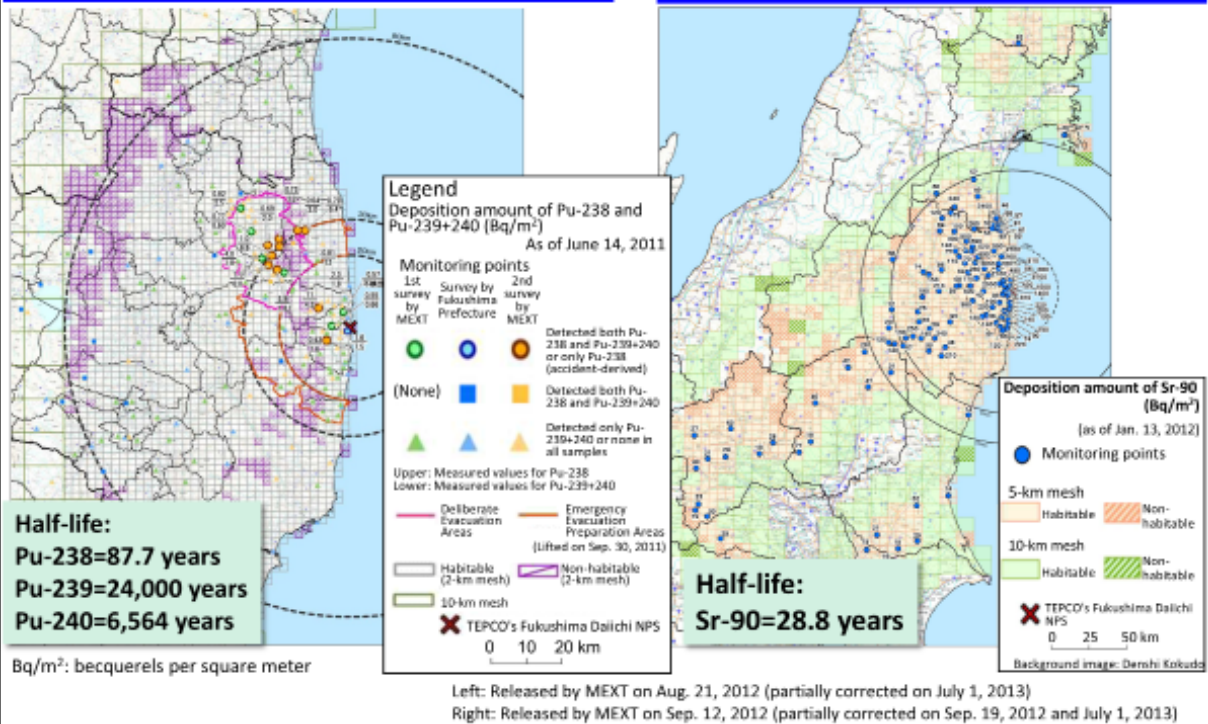 Legend
Deposition amount of Pu-238 and
Pu-239+240 (Bq/m²)
As of June 14, 2011
Monitoring points
1st survey by MEXT
Survey by Fukushima Prefecture
2nd survey by MEXT
Detected both Pu-
238 and Pu-239+240
or only Pu-238
(accident-derived)
(None)
Detected both Pu-
238 and Pu-239+240
Detected only Pu-
239+240 or none in
all samples
Upper: Measured values for Pu-238
Lower: Measured values for Pu-239+240
Deliberate
Evacuation
Areas
Emergency
Evacuation
Preparation Areas
(Lifted on Sep. 30, 2011)
Habitable
(2-km mesh)
Non-habitable
(2-km mesh)
10-km mesh
TEPCO's Fukushima Daiichi NPS
0 10 20 km
Half-life:
Pu-238=87.7 years
Pu-239=24,000 years
Pu-240=6,564 years
Bq/m²: becquerels per square meter
Half-life:
Sr-90=28.8 years
Deposition amount of Sr-90
(Bq/m²)
(as of Jan. 13, 2012)
Monitoring points
5-km mesh
Habitable
Non-
habitable
10-km mesh
Habitable
Non-
habitable
TEPCO's Fukushima Daiichi
NPS
0 25 50 km
Background image: Denshi Kokudo
Left: Released by MEXT on Aug. 21, 2012 (partially corrected on July 1, 2013)
Right: Released by MEXT on Sep. 12, 2012 (partially corrected on Sep. 19, 2012 and July 1, 2013)